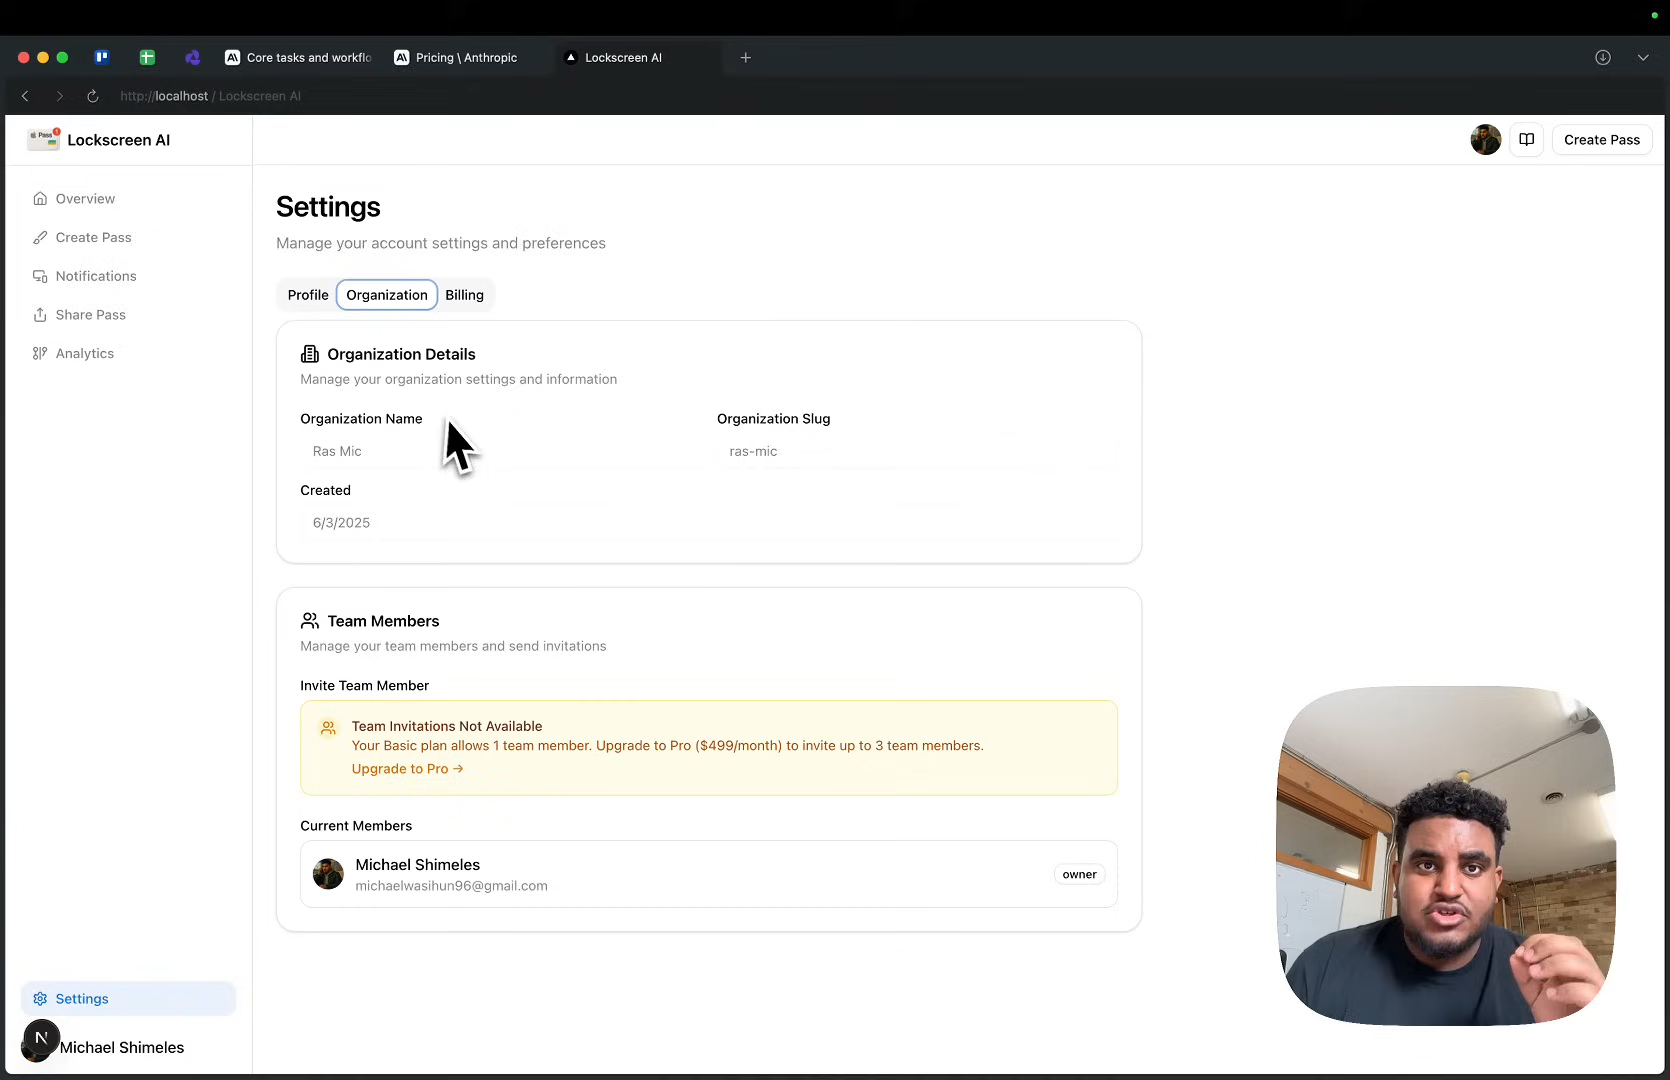 Core tasks and workflo
Pricing \ Anthropic
Lockscreen AI
http://localhost / Lockscreen AI
Pass
Lockscreen AI
Create Pass
Overview
Create Pass
Notifications
Share Pass
Analytics
Settings
Manage your account settings and preferences
Profile
Organization
Billing
Organization Details
Manage your organization settings and information
Organization Name
Organization Slug
Ras Mic
ras-mic
Created
6/3/2025
Team Members
Manage your team members and send invitations
Invite Team Member
Team Invitations Not Available
Your Basic plan allows 1 team member. Upgrade to Pro ($499/month) to invite up to 3 team members.
Upgrade to Pro →
Current Members
Michael Shimeles
michaelwasihun96@gmail.com
owner
Settings
N
Michael Shimeles